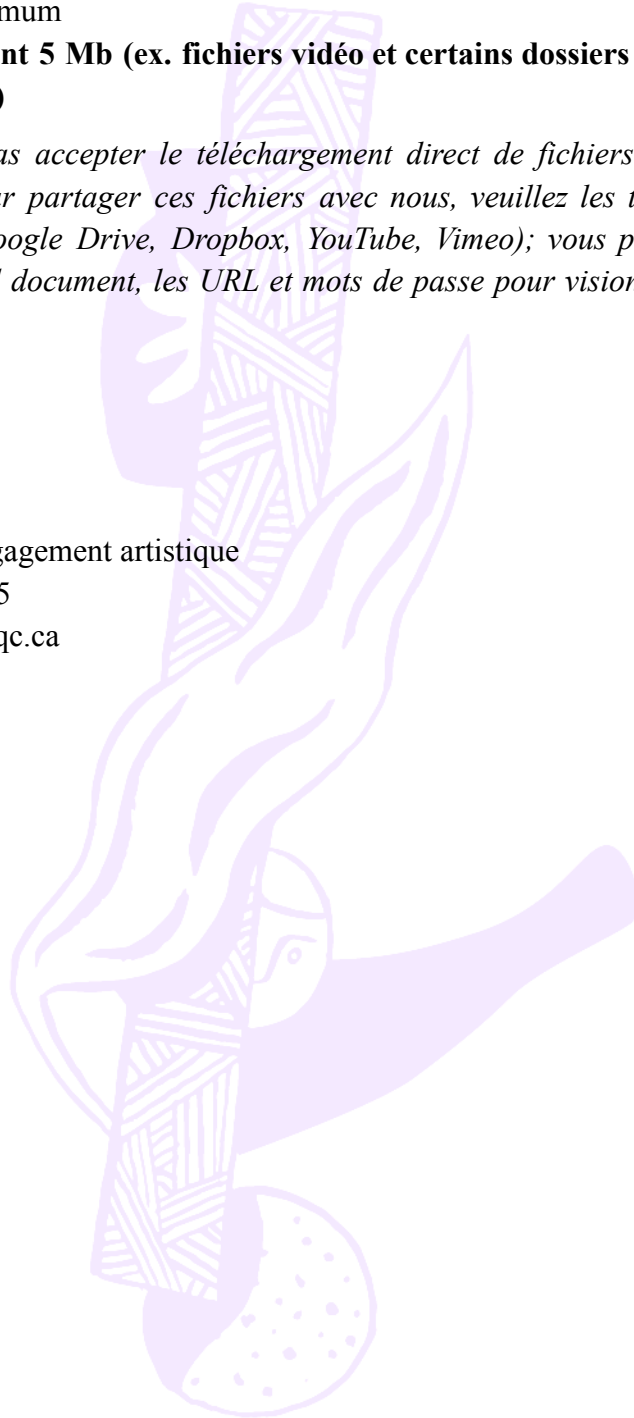 mum
nt 5 Mb (ex. fichiers vidéo et certains dossiers
)
as accepter le téléchargement direct de fichiers
ur partager ces fichiers avec nous, veuillez les t
oogle Drive, Dropbox, YouTube, Vimeo); vous p
l document, les URL et mots de passe pour vision
gagement artistique
5
qc.ca